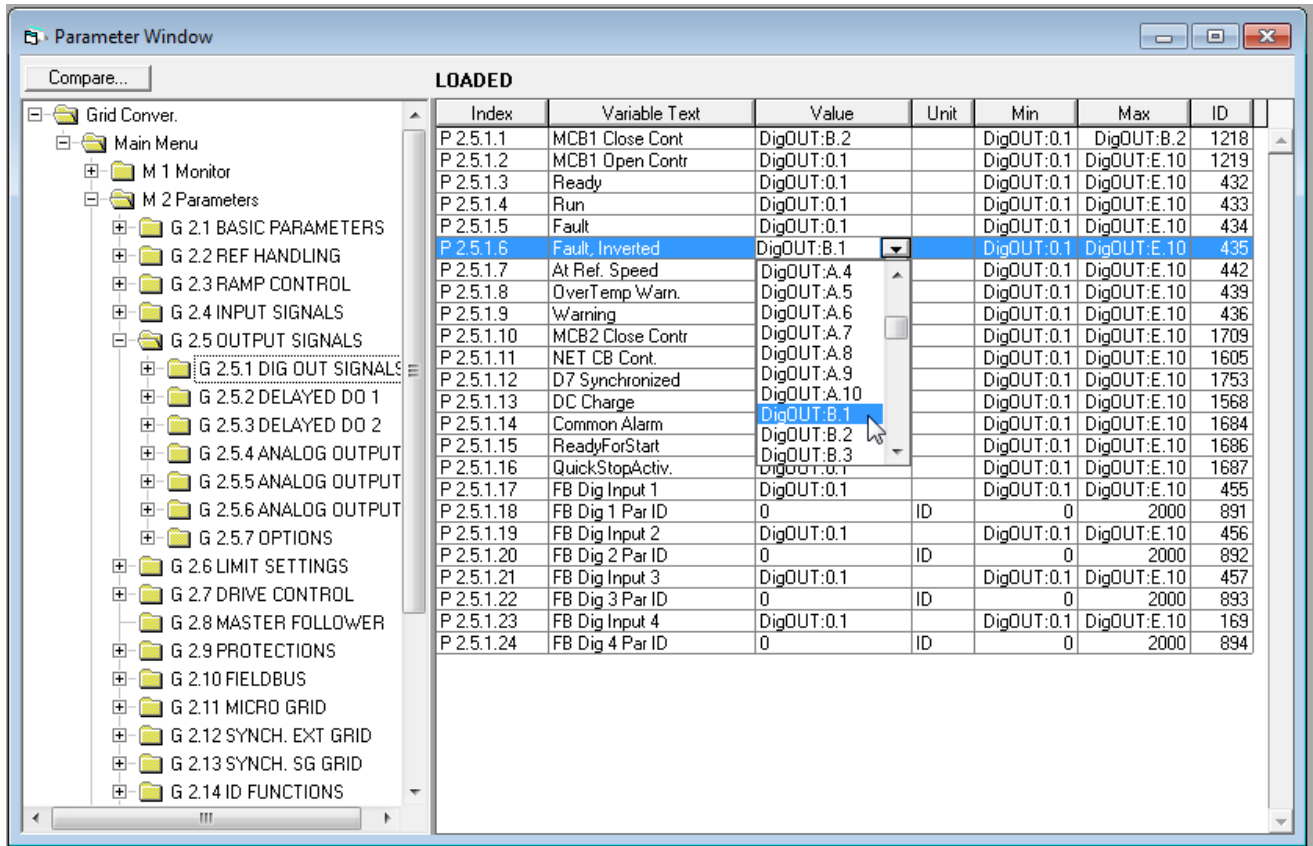 Parameter Window
Compare...
LOADED
Grid Conver.
Main Menu
M 1 Monitor
M 2 Parameters
G 2.1 BASIC PARAMETERS
G 2.2 REF HANDLING
G 2.3 RAMP CONTROL
G 2.4 INPUT SIGNALS
G 2.5 OUTPUT SIGNALS
G 2.5.1 DIG OUT SIGNALS
G 2.5.2 DELAYED DO 1
G 2.5.3 DELAYED DO 2
G 2.5.4 ANALOG OUTPUT
G 2.5.5 ANALOG OUTPUT
G 2.5.6 ANALOG OUTPUT
G 2.5.7 OPTIONS
G 2.6 LIMIT SETTINGS
G 2.7 DRIVE CONTROL
G 2.8 MASTER FOLLOWER
G 2.9 PROTECTIONS
G 2.10 FIELDBUS
G 2.11 MICRO GRID
G 2.12 SYNCH. EXT GRID
G 2.13 SYNCH. SG GRID
G 2.14 ID FUNCTIONS
Index Variable Text Value Unit Min Max ID
P 2.5.1.1 MCB1 Close Cont DigOUT:B.2 DigOUT:0.1 DigOUT:B.2 1218
P 2.5.1.2 MCB1 Open Contr DigOUT:0.1 DigOUT:0.1 DigOUT:E.10 1219
P 2.5.1.3 Ready DigOUT:0.1 DigOUT:0.1 DigOUT:E.10 432
P 2.5.1.4 Run DigOUT:0.1 DigOUT:0.1 DigOUT:E.10 433
P 2.5.1.5 Fault DigOUT:0.1 DigOUT:0.1 DigOUT:E.10 434
P 2.5.1.6 Fault, Inverted DigOUT:B.1 DigOUT:0.1 DigOUT:E.10 435
P 2.5.1.7 At Ref. Speed DigOUT:0.1 DigOUT:E.10 442
P 2.5.1.8 OverTemp Warn. DigOUT:0.1 DigOUT:E.10 439
P 2.5.1.9 Warning DigOUT:0.1 DigOUT:E.10 436
P 2.5.1.10 MCB2 Close Contr DigOUT:0.1 DigOUT:E.10 1709
P 2.5.1.11 NET CB Cont. DigOUT:0.1 DigOUT:E.10 1605
P 2.5.1.12 D7 Synchronized DigOUT:0.1 DigOUT:E.10 1753
P 2.5.1.13 DC Charge DigOUT:0.1 DigOUT:E.10 1568
P 2.5.1.14 Common Alarm DigOUT:0.1 DigOUT:E.10 1684
P 2.5.1.15 ReadyForStart DigOUT:0.1 DigOUT:E.10 1686
P 2.5.1.16 QuickStopActiv. DigOUT:0.1 DigOUT:0.1 DigOUT:E.10 1687
P 2.5.1.17 FB Dig Input 1 DigOUT:0.1 DigOUT:0.1 DigOUT:E.10 455
P 2.5.1.18 FB Dig 1 Par ID 0 ID 0 2000 891
P 2.5.1.19 FB Dig Input 2 DigOUT:0.1 DigOUT:0.1 DigOUT:E.10 456
P 2.5.1.20 FB Dig 2 Par ID 0 ID 0 2000 892
P 2.5.1.21 FB Dig Input 3 DigOUT:0.1 DigOUT:0.1 DigOUT:E.10 457
P 2.5.1.22 FB Dig 3 Par ID 0 ID 0 2000 893
P 2.5.1.23 FB Dig Input 4 DigOUT:0.1 DigOUT:0.1 DigOUT:E.10 169
P 2.5.1.24 FB Dig 4 Par ID 0 ID 0 2000 894
DigOUT:A.4
DigOUT:A.5
DigOUT:A.6
DigOUT:A.7
DigOUT:A.8
DigOUT:A.9
DigOUT:A.10
DigOUT:B.1
DigOUT:B.2
DigOUT:B.3